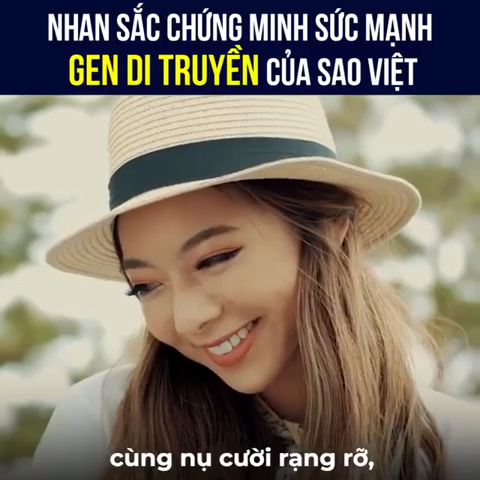 NHAN SẮC CHỨNG MINH SỨC MẠNH
GEN DI TRUYỀN CỦA SAO VIỆT
cùng nụ cười rạng rỡ,